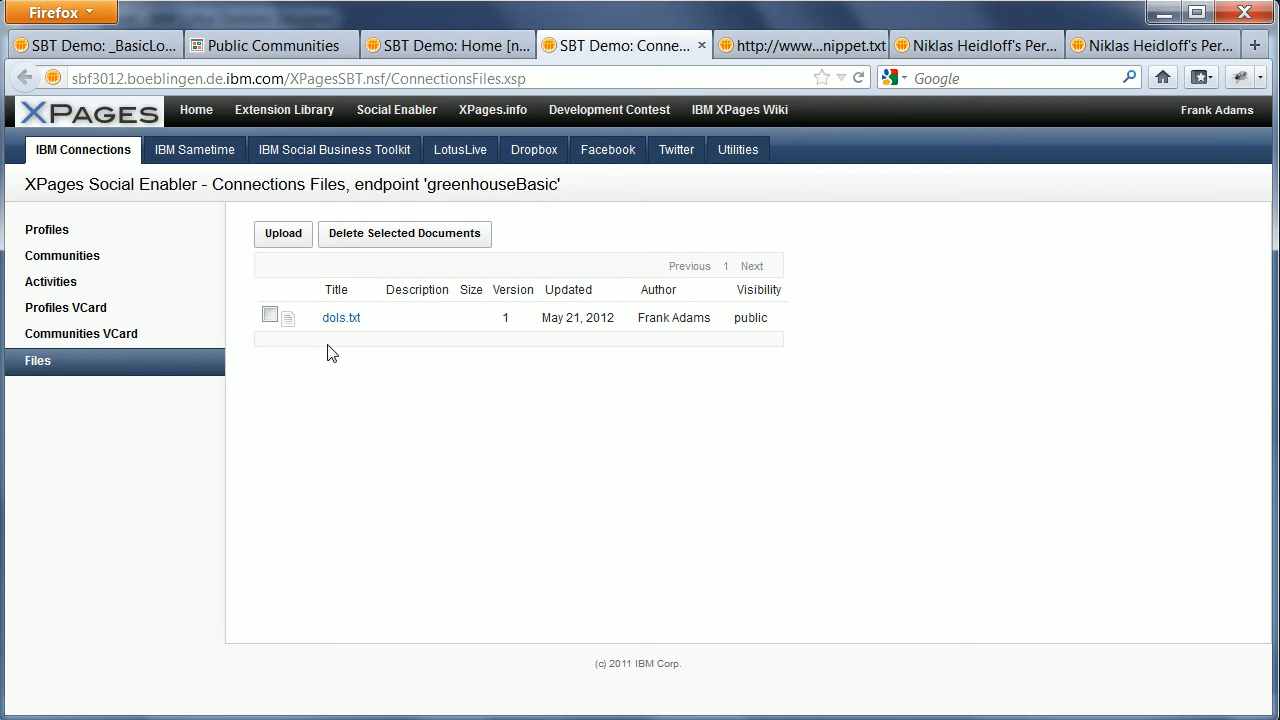 Firefox
SBT Demo: _BasicLo...
Public Communities
SBT Demo: Home [n...
SBT Demo: Conne...
http://www...nippet.txt
Niklas Heidloff's Per...
Niklas Heidloff's Per...
sbf3012.boeblingen.de.ibm.com/XPagesSBT.nsf/ConnectionsFiles.xsp
Google
XPAGES
Home
Extension Library
Social Enabler
XPages.info
Development Contest
IBM XPages Wiki
Frank Adams
IBM Connections
IBM Sametime
IBM Social Business Toolkit
LotusLive
Dropbox
Facebook
Twitter
Utilities
XPages Social Enabler - Connections Files, endpoint 'greenhouseBasic'
Profiles
Communities
Activities
Profiles VCard
Communities VCard
Files
Upload
Delete Selected Documents
Previous 1 Next
Title Description Size Version Updated Author Visibility
dols.txt 1 May 21, 2012 Frank Adams public
(c) 2011 IBM Corp.